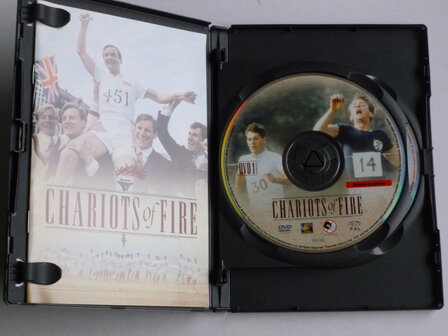 451
CHARIOTS of FIRE
DVD 1
30
14
CHARIOTS of FIRE
DVD
PAL